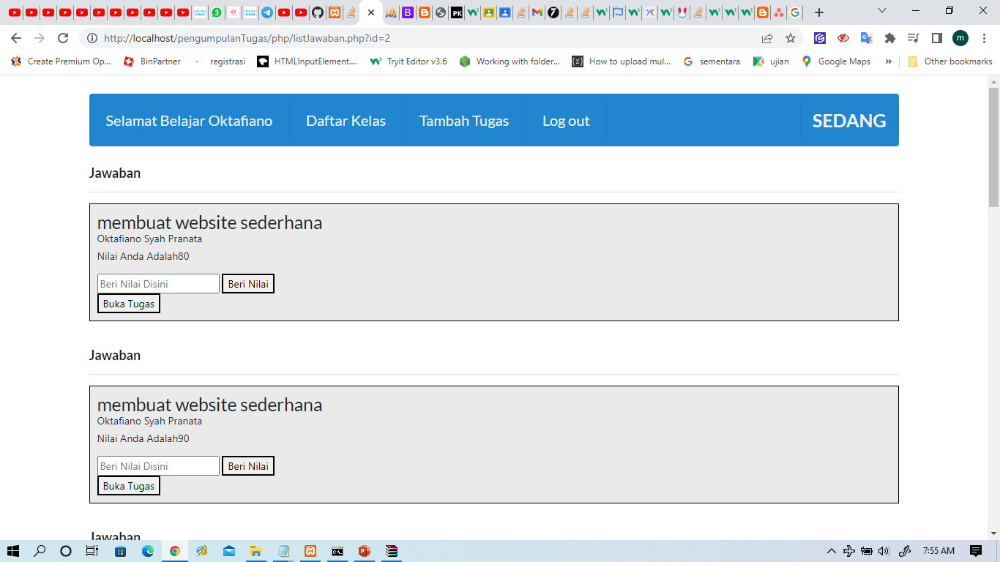 http://localhost/pengumpulanTugas/php/listJawaban.php?id=2
m
Create Premium Op...
BinPartner
registrasi
HTMLInputElement....
Tryit Editor v3.6
Working with folder...
How to upload mul...
sementara
ujian
Google Maps
»
Other bookmarks
Selamat Belajar Oktafiano
Daftar Kelas
Tambah Tugas
Log out
SEDANG
Jawaban
membuat website sederhana
Oktafiano Syah Pranata
Nilai Anda Adalah80
Beri Nilai Disini
Beri Nilai
Buka Tugas
Jawaban
membuat website sederhana
Oktafiano Syah Pranata
Nilai Anda Adalah90
Beri Nilai Disini
Beri Nilai
Buka Tugas
Jawaban
7:55 AM